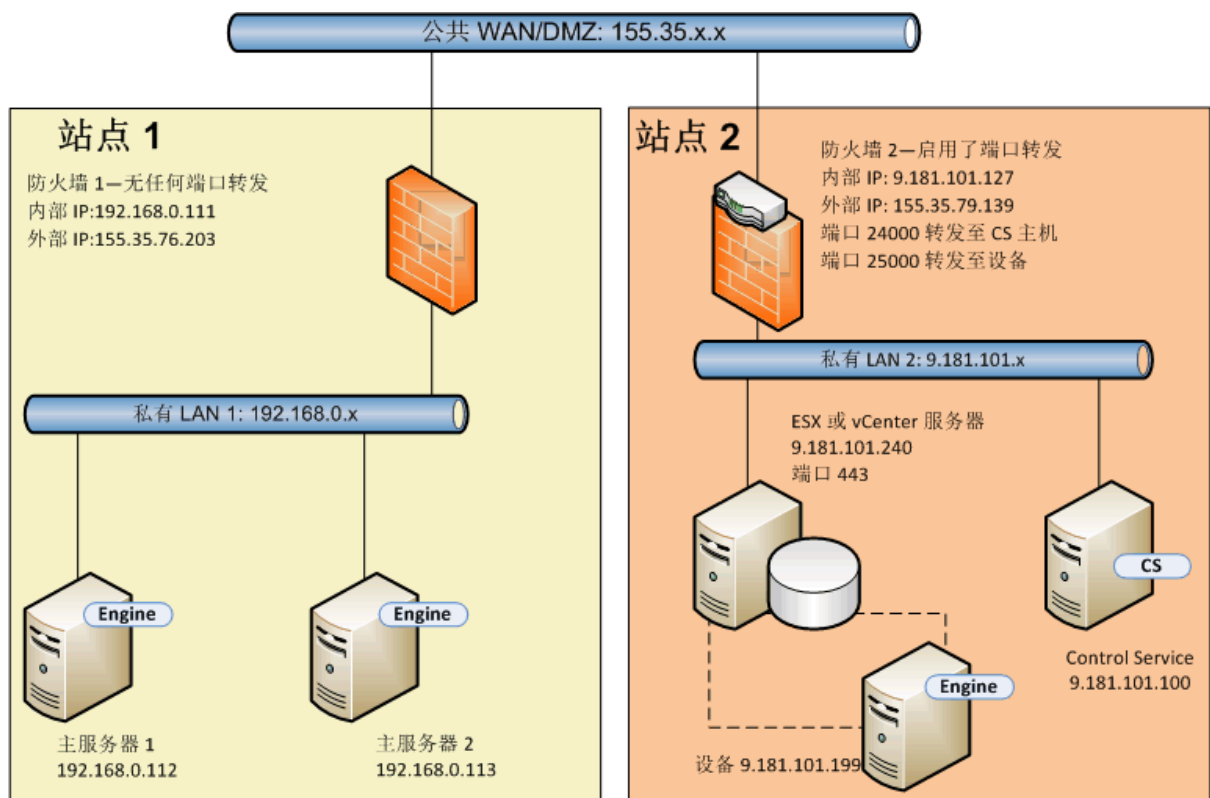 公共 WAN/DMZ: 155.35.x.x
站点 1
防火墙 1—无任何端口转发
内部 IP:192.168.0.111
外部 IP:155.35.76.203
私有 LAN 1: 192.168.0.x
Engine
Engine
主服务器 1
192.168.0.112
主服务器 2
192.168.0.113
站点 2
防火墙 2—启用了端口转发
内部 IP: 9.181.101.127
外部 IP: 155.35.79.139
端口 24000 转发至 CS 主机
端口 25000 转发至设备
私有 LAN 2: 9.181.101.x
ESX 或 vCenter 服务器
9.181.101.240
端口 443
CS
Control Service
9.181.101.100
Engine
设备 9.181.101.199